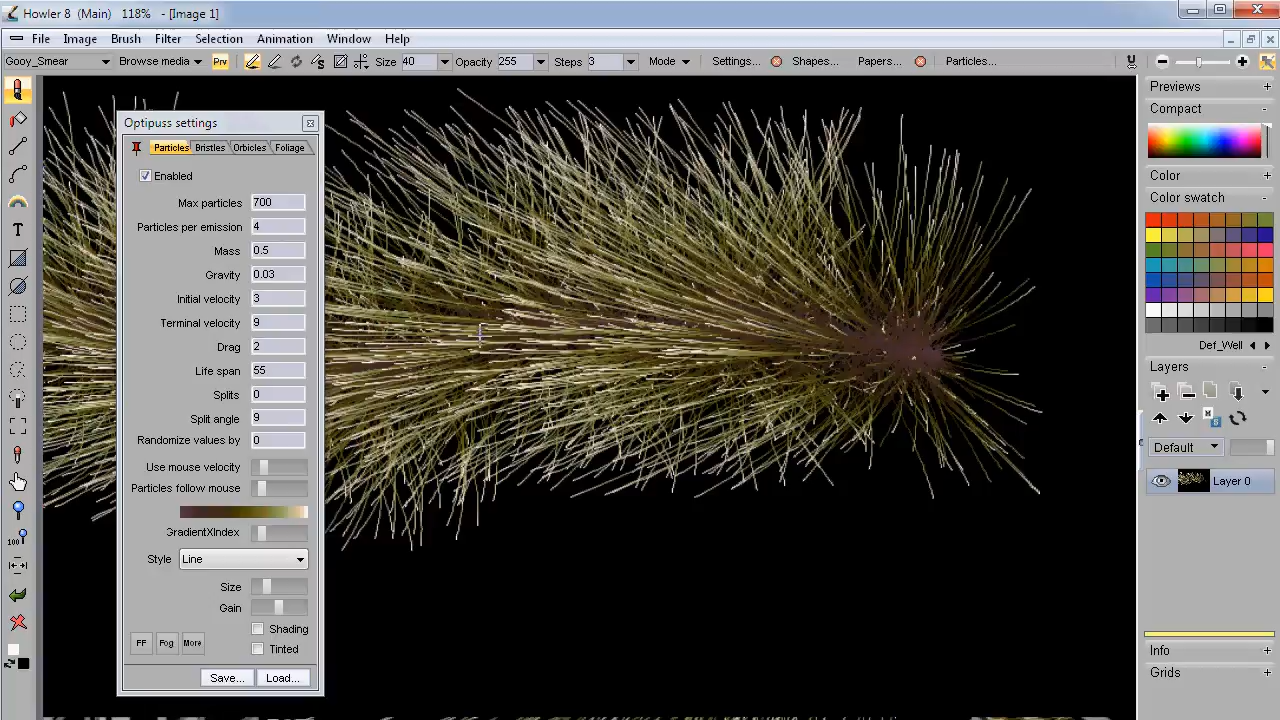 Howler 8 (Main) 118% - [Image 1]
File Image Brush Filter Selection Animation Window Help
Gooy_Smear Browse media Prv Size 40 Opacity 255 Step 3 Mode Settings... Shapes... Papers... Particles...
Optipuss settings
Particles Bristles Orbicles Foliage
Enabled
Max particles 700
Particles per emission 4
Mass 0.5
Gravity 0.03
Initial velocity 3
Terminal velocity 9
Drag 2
Life span 55
Splits 0
Split angle 9
Randomize values by 0
Use mouse velocity
Particles follow mouse
GradientXIndex
Style Line
Size
Gain
Shading
Tinted
FF Fog More
Save... Load...
T
100
Previews
Compact
Color
Color swatch
Def_Well
Layers
M S
Default
Layer 0
Info
Grids